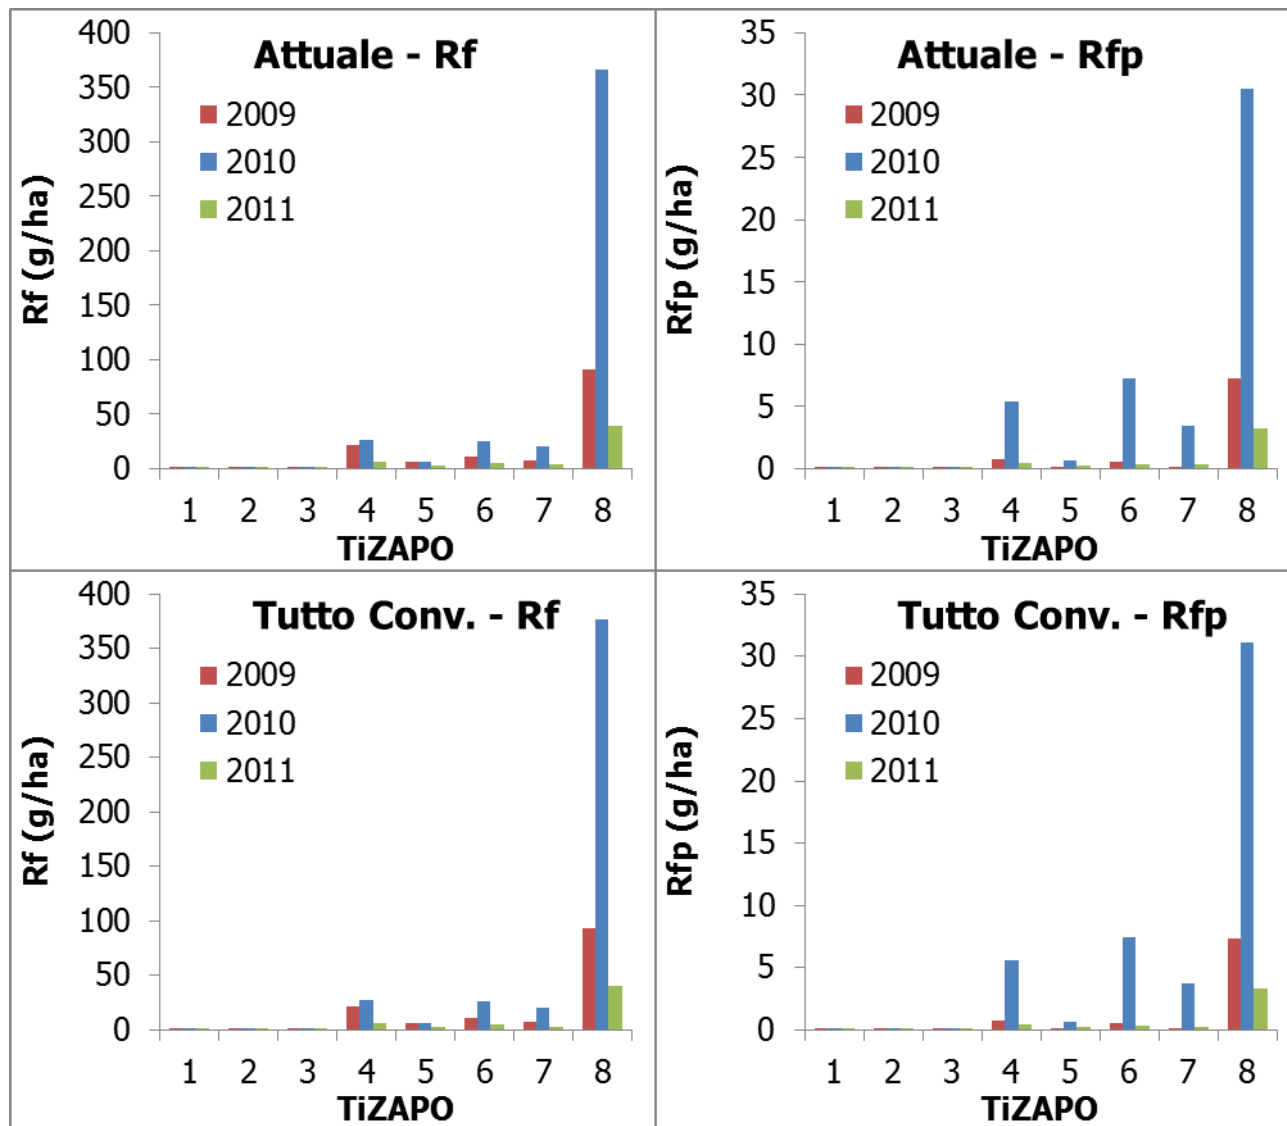 Attuale - Rf
2009
2010
2011
Rf (g/ha)
400
350
300
250
200
150
100
50
0
1 2 3 4 5 6 7 8
TiZAPO
Attuale - Rfp
2009
2010
2011
Rfp (g/ha)
35
30
25
20
15
10
5
0
1 2 3 4 5 6 7 8
TiZAPO
Tutto Conv. - Rf
2009
2010
2011
Rf (g/ha)
400
350
300
250
200
150
100
50
0
1 2 3 4 5 6 7 8
TiZAPO
Tutto Conv. - Rfp
2009
2010
2011
Rfp (g/ha)
35
30
25
20
15
10
5
0
1 2 3 4 5 6 7 8
TiZAPO